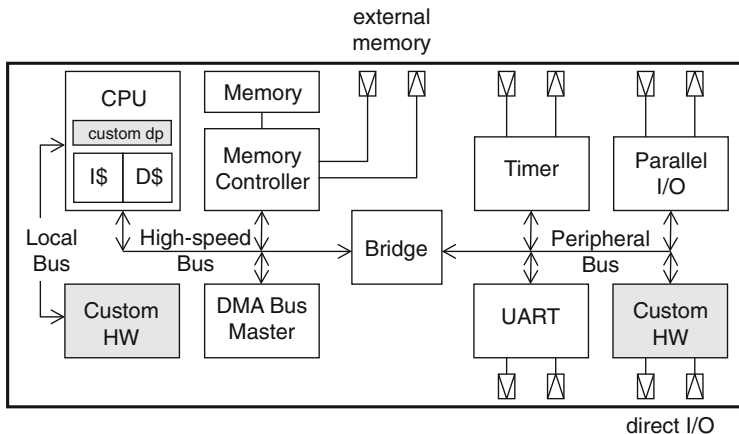 external
memory
CPU
custom dp
I$
D$
Memory
Memory
Controller
Timer
Parallel
I/O
Local
Bus
High-speed
Bus
Bridge
Peripheral
Bus
Custom
HW
DMA Bus
Master
UART
Custom
HW
direct I/O